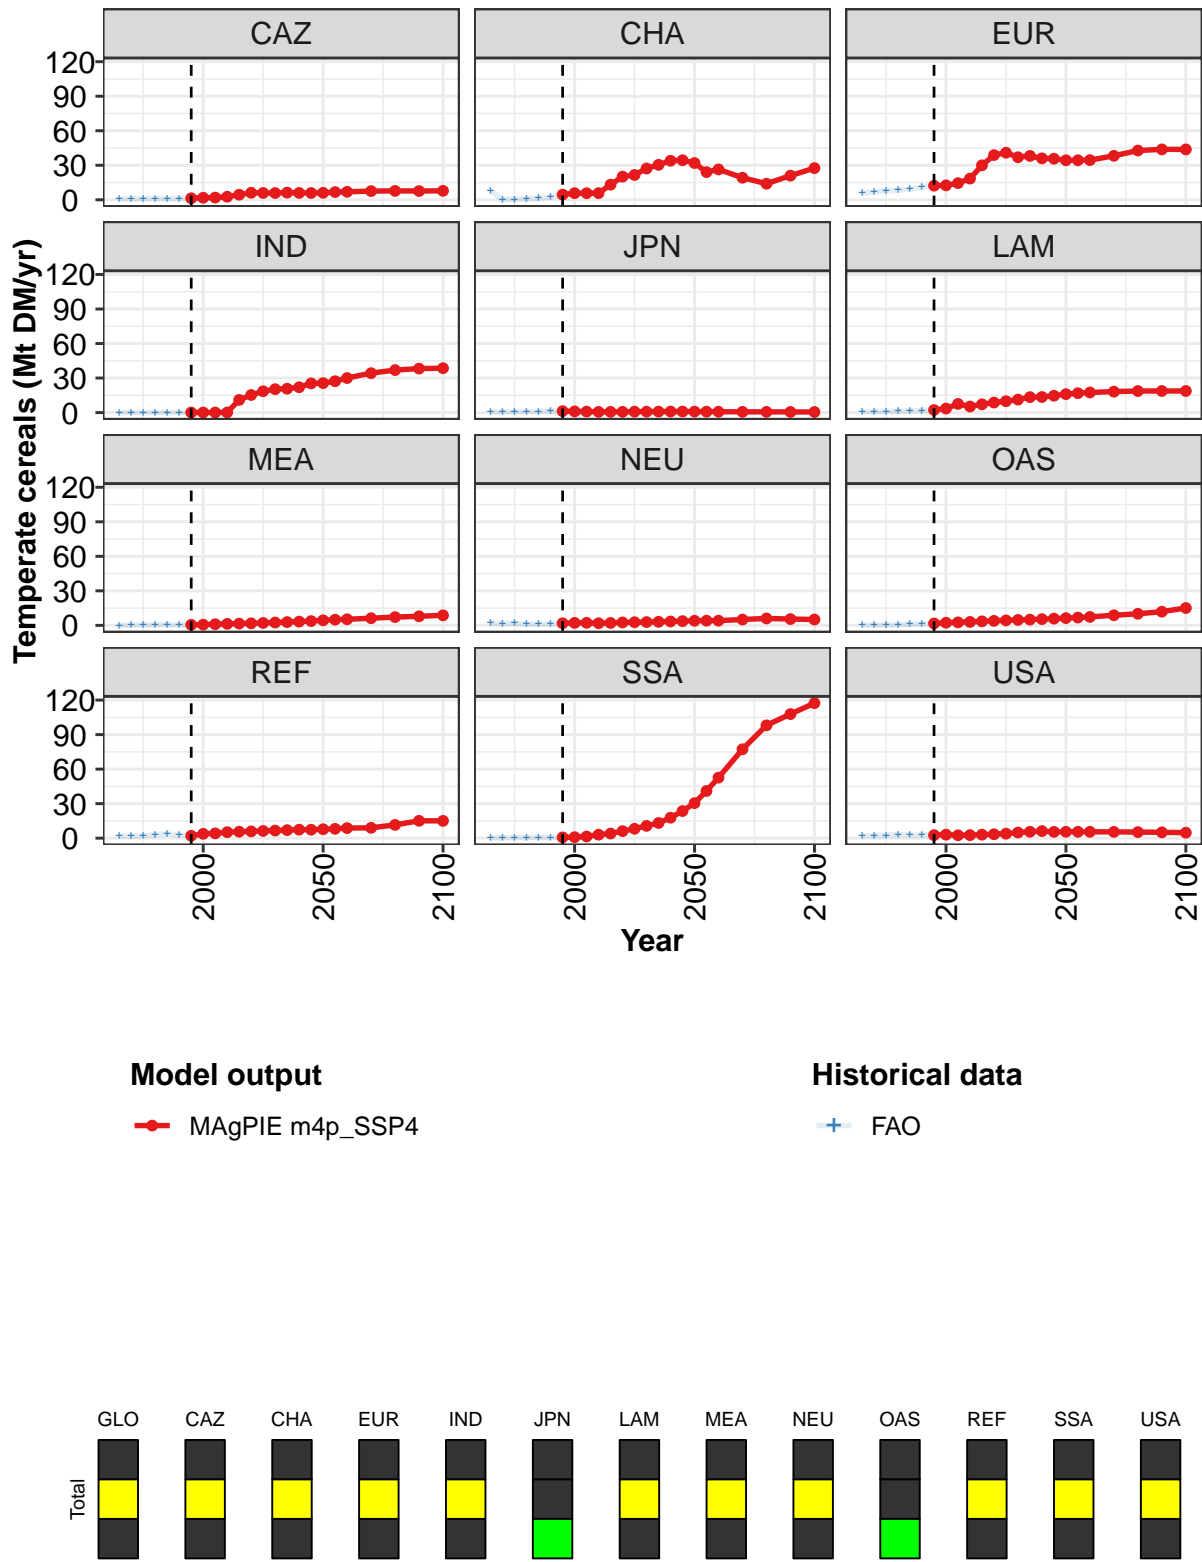 CAZ CHA EUR
120
90
60
30
0
IND JPN LAM
120
90
60
30
0
MEA NEU OAS
120
90
60
30
0
REF SSA USA
120
90
60
30
0
Temperate cereals (Mt DM/yr)
2000 2050 2100 2000 2050 2100 2000 2050 2100
Year
Model output Historical data
MAgPIE m4p_SSP4 FAO
GLO CAZ CHA EUR IND JPN LAM MEA NEU OAS REF SSA USA
Total